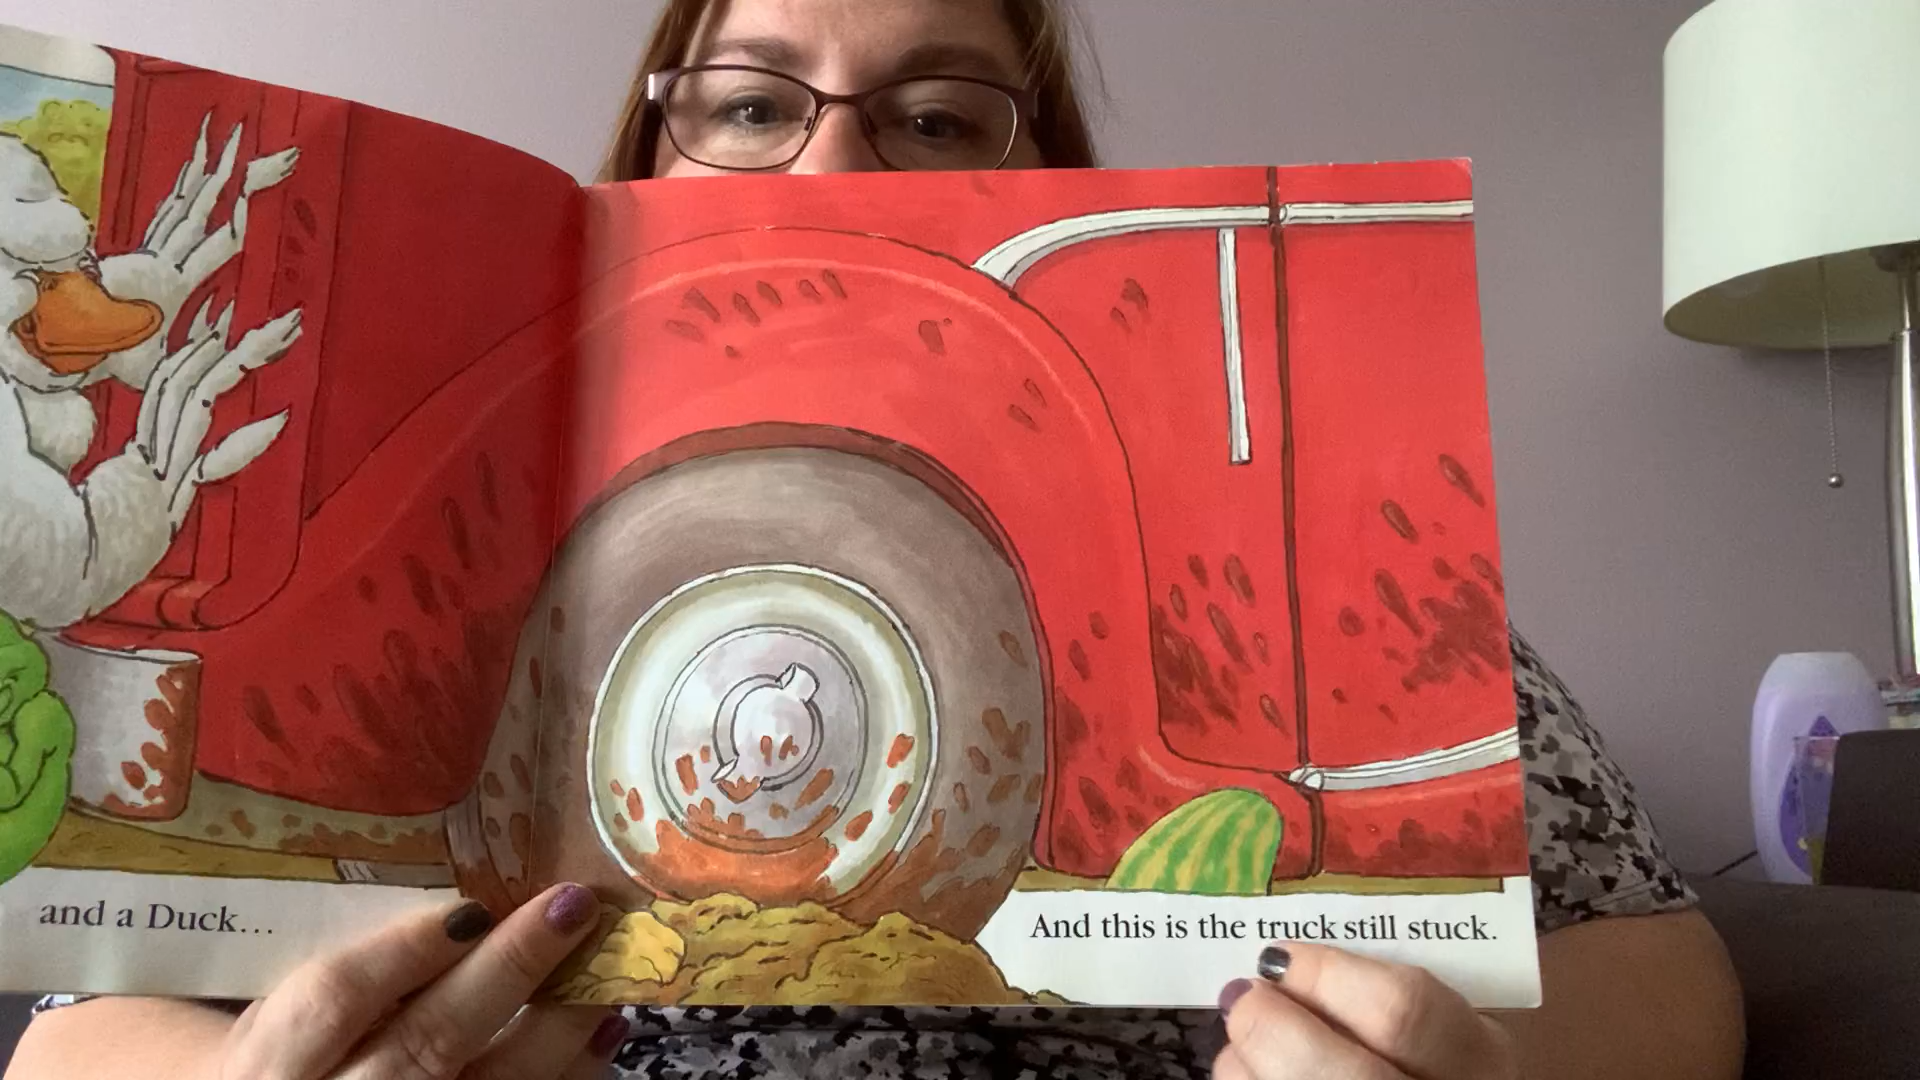 and a Duck...
And this is the truck still stuck.